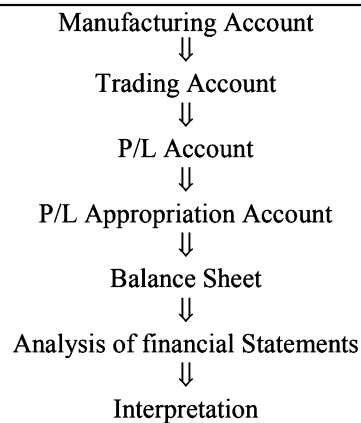 Manufacturing Account
⇓
Trading Account
⇓
P/L Account
⇓
P/L Appropriation Account
⇓
Balance Sheet
⇓
Analysis of financial Statements
⇓
Interpretation